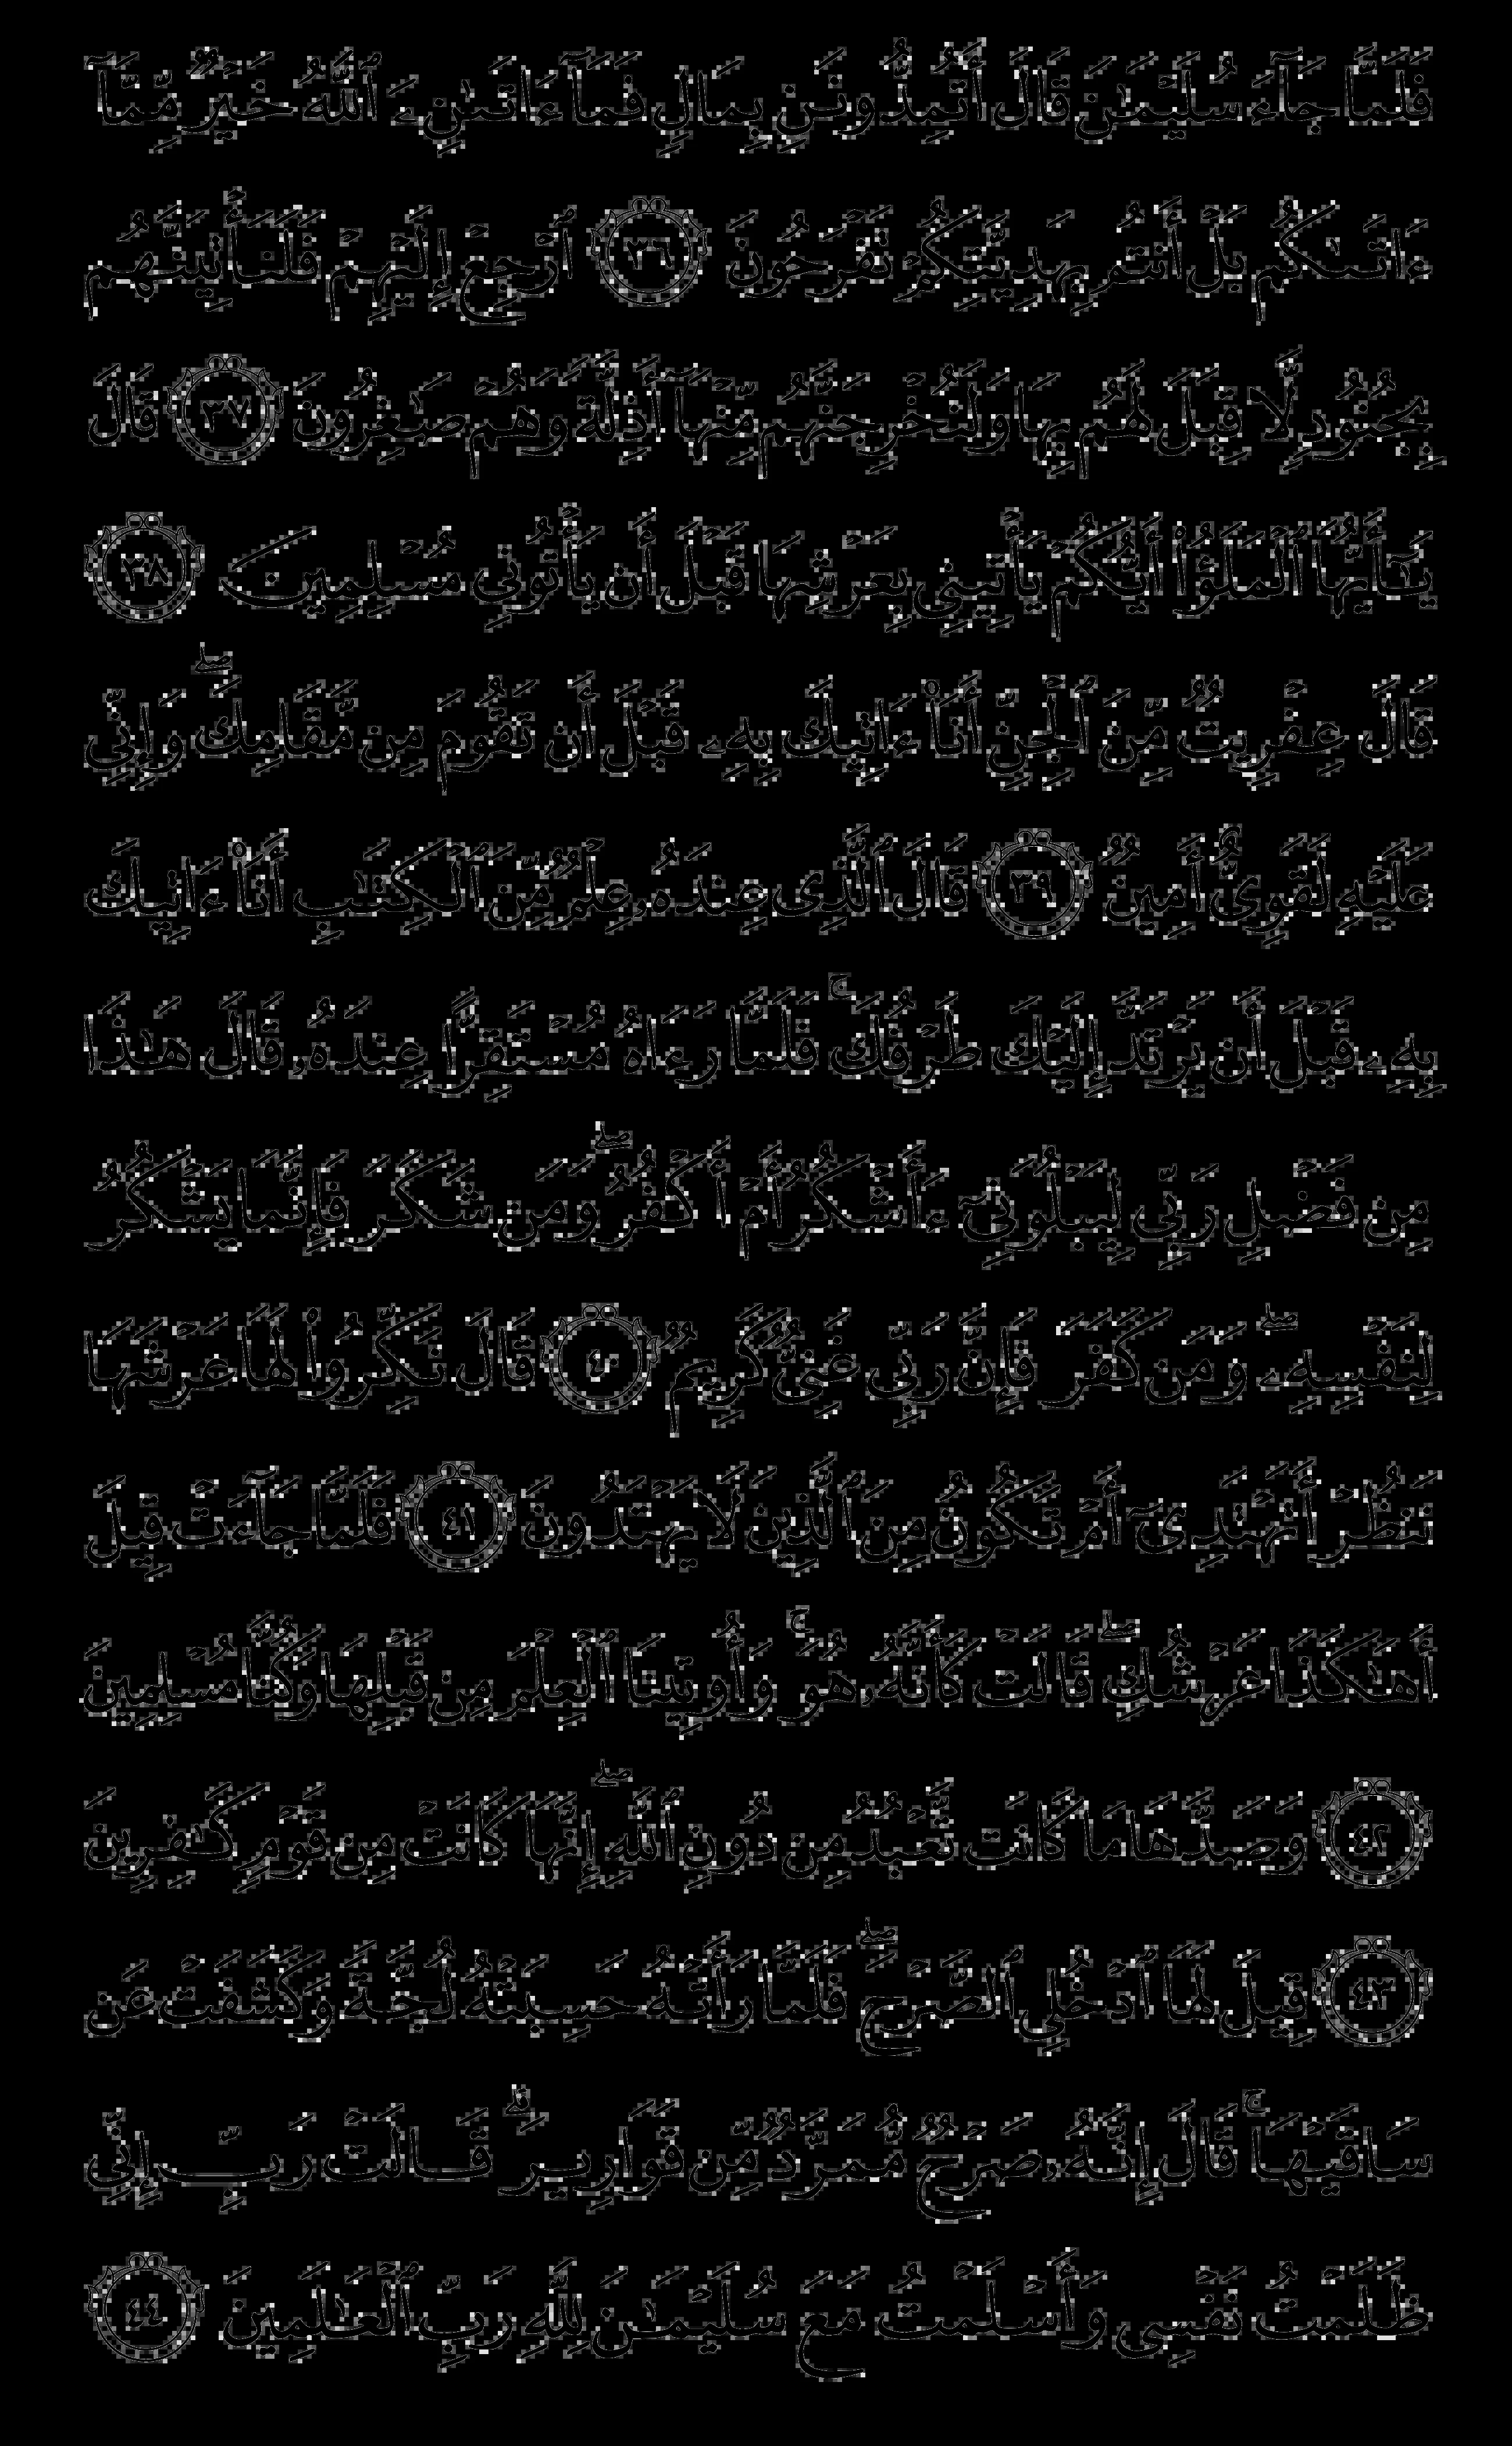 فَلَمَّا جَآءَ سُلَيْمَـٰنَ قَالَ أَتُمِدُّونَنِ بِمَالٍ فَمَآ ءَاتَىٰنِۦَ ٱللَّهُ خَيْرٌ مِّمَّآ
ءَاتَىٰكُم بَلْ أَنتُم بِهَدِيَّتِكُمْ تَفْرَحُونَ ٣٦ ٱرْجِعْ إِلَيْهِمْ فَلَنَأْتِيَنَّهُم
بِجُنُودٍ لَّا قِبَلَ لَهُم بِهَا وَلَنُخْرِجَنَّهُم مِّنْهَآ أَذِلَّةً وَهُمْ صَـٰغِرُونَ ٣٧ قَالَ
يَـٰٓأَيُّهَا ٱلْمَلَؤُا۟ أَيُّكُمْ يَأْتِينِى بِعَرْشِهَا قَبْلَ أَن يَأْتُونِى مُسْلِمِينَ ٣٨
قَالَ عِفْرِيتٌ مِّنَ ٱلْجِنِّ أَنَا۠ ءَاتِيكَ بِهِۦ قَبْلَ أَن تَقُومَ مِن مَّقَامِكَ ۖ وَإِنِّى
عَلَيْهِ لَقَوِىٌّ أَمِينٌ ٣٩ قَالَ ٱلَّذِى عِندَهُۥ عِلْمٌ مِّنَ ٱلْكِتَـٰبِ أَنَا۠ ءَاتِيكَ
بِهِۦ قَبْلَ أَن يَرْتَدَّ إِلَيْكَ طَرْفُكَ ۚ فَلَمَّا رَءَاهُ مُسْتَقِرًّا عِندَهُۥ قَالَ هَـٰذَا
مِن فَضْلِ رَبِّى لِيَبْلُوَنِىٓ ءَأَشْكُرُ أَمْ أَكْفُرُ ۖ وَمَن شَكَرَ فَإِنَّمَا يَشْكُرُ
لِنَفْسِهِۦ ۖ وَمَن كَفَرَ فَإِنَّ رَبِّى غَنِىٌّ كَرِيمٌ ٤٠ قَالَ نَكِّرُوا۟ لَهَا عَرْشَهَا
نَنظُرْ أَتَهْتَدِىٓ أَمْ تَكُونُ مِنَ ٱلَّذِينَ لَا يَهْتَدُونَ ٤١ فَلَمَّا جَآءَتْ قِيلَ
أَهَـٰكَذَا عَرْشُكِ ۖ قَالَتْ كَأَنَّهُۥ هُوَ ۚ وَأُوتِينَا ٱلْعِلْمَ مِن قَبْلِهَا وَكُنَّا مُسْلِمِينَ
٤٢ وَصَدَّهَا مَا كَانَت تَّعْبُدُ مِن دُونِ ٱللَّهِ ۖ إِنَّهَا كَانَتْ مِن قَوْمٍ كَـٰفِرِينَ
٤٣ قِيلَ لَهَا ٱدْخُلِى ٱلصَّرْحَ ۖ فَلَمَّا رَأَتْهُ حَسِبَتْهُ لُجَّةً وَكَشَفَتْ عَن
سَاقَيْهَا ۚ قَالَ إِنَّهُۥ صَرْحٌ مُّمَرَّدٌ مِّن قَوَارِيرَ ۗ قَالَتْ رَبِّ إِنِّى
ظَلَمْتُ نَفْسِى وَأَسْلَمْتُ مَعَ سُلَيْمَـٰنَ لِلَّهِ رَبِّ ٱلْعَـٰلَمِينَ ٤٤